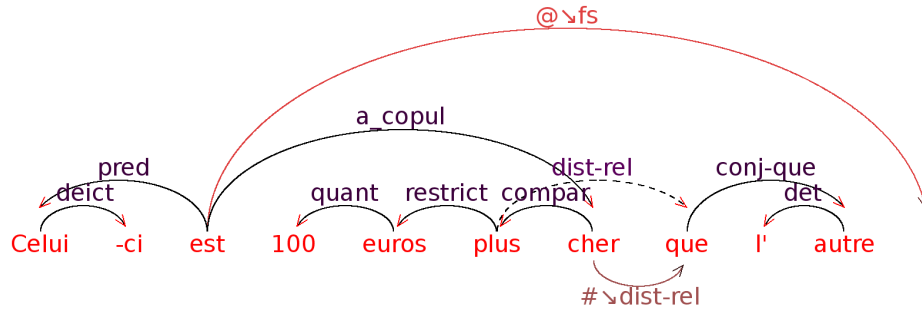 @↘fs
a_copul
pred dist-rel conj-que
deict quant restrict compar det
Celui -ci est 100 euros plus cher que l' autre
#↘dist-rel